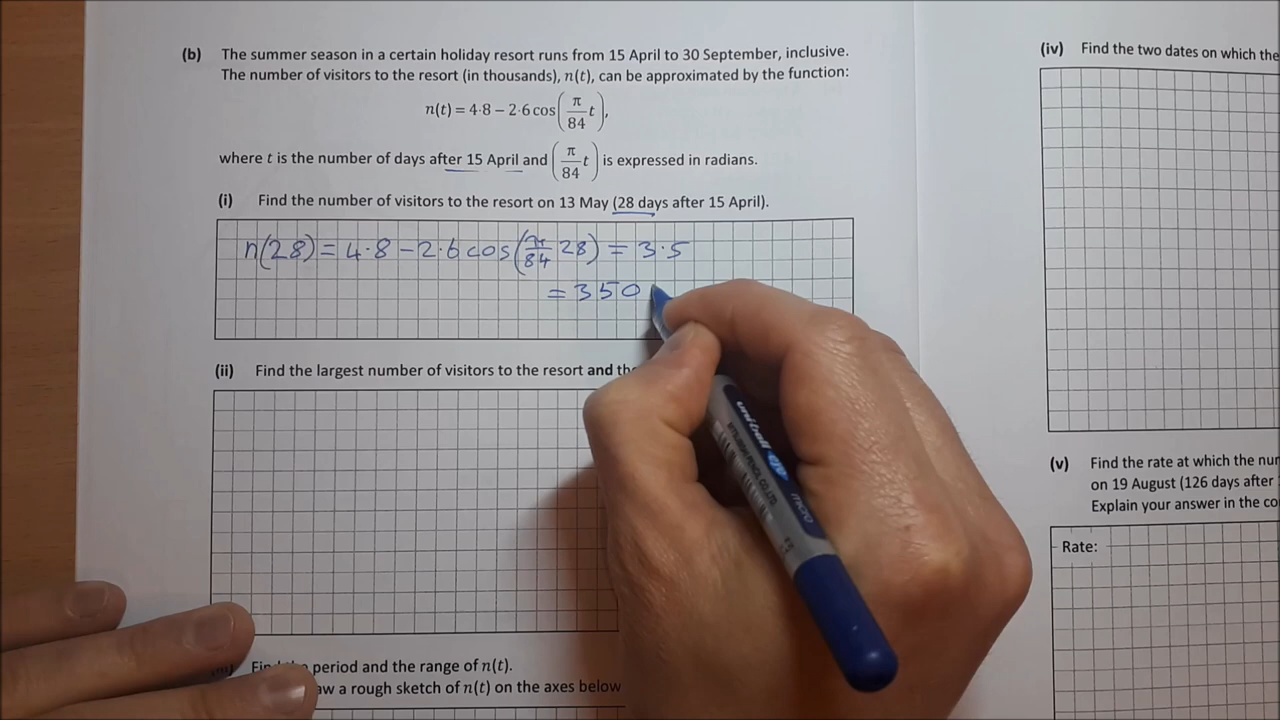 (b) The summer season in a certain holiday resort runs from 15 April to 30 September, inclusive.
The number of visitors to the resort (in thousands), n(t), can be approximated by the function:
n(t) = 4·8 – 2·6 cos(π/84 t),
where t is the number of days after 15 April and (π/84 t) is expressed in radians.
(i) Find the number of visitors to the resort on 13 May (28 days after 15 April).
n(28) = 4·8 – 2·6 cos(π/84 28) = 3·5
= 350
(ii) Find the largest number of visitors to the resort and
period and the range of n(t).
a rough sketch of n(t) on the axes below
uniball eye
micro
MITSUBISHI PENCIL CO.,LTD
(iv) Find the two dates on which the
(v) Find the rate at which the
on 19 August (126 days after
Explain your answer in the
Rate: